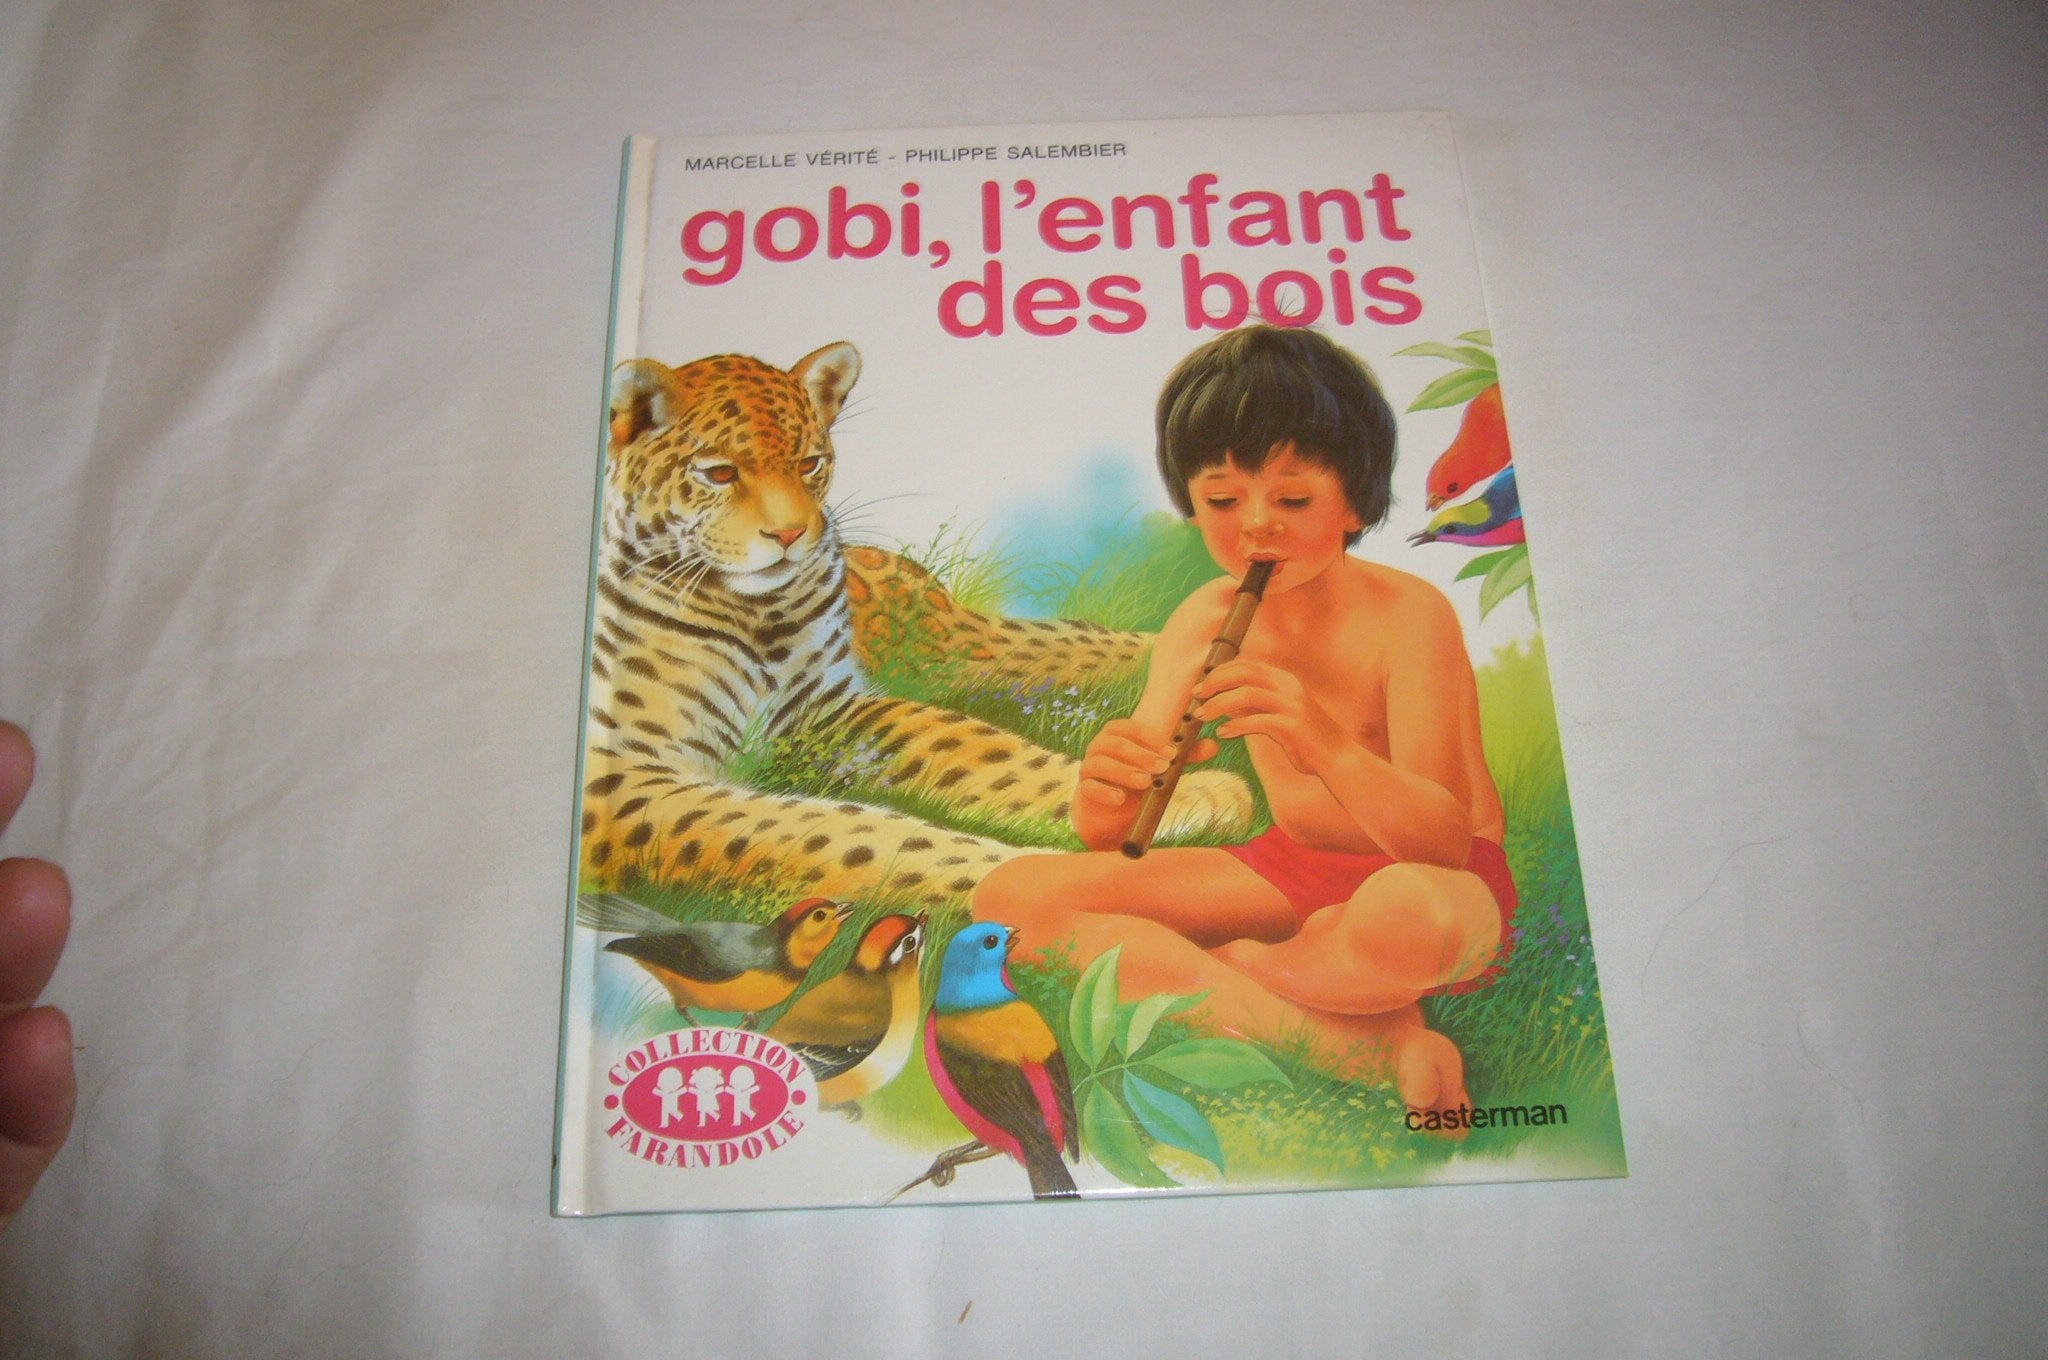 MARCELLE VÉRITÉ - PHILIPPE SALEMBIER
gobi, l'enfant
des bois
COLLECTION
FARANDOLE
casterman